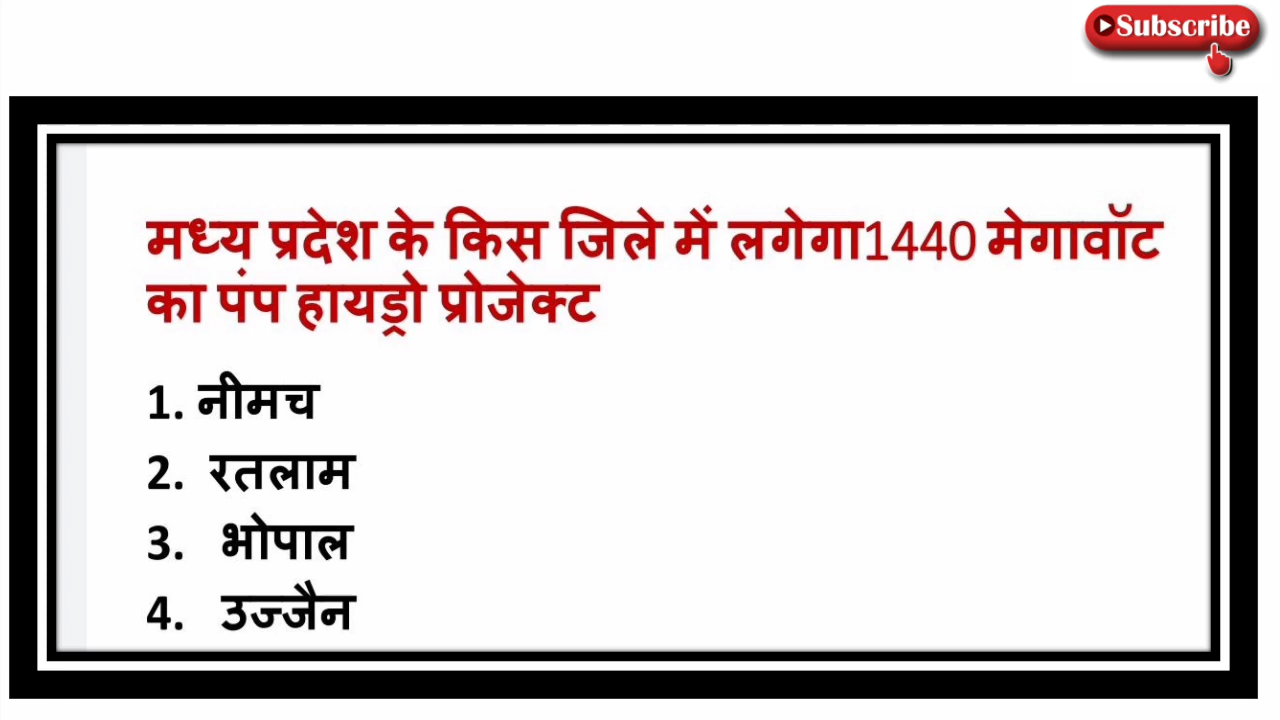 Subscribe
मध्य प्रदेश के किस जिले में लगेगा1440 मेगावॉट
का पंप हायड्रो प्रोजेक्ट
1. नीमच
2. रतलाम
3. भोपाल
4. उज्जैन